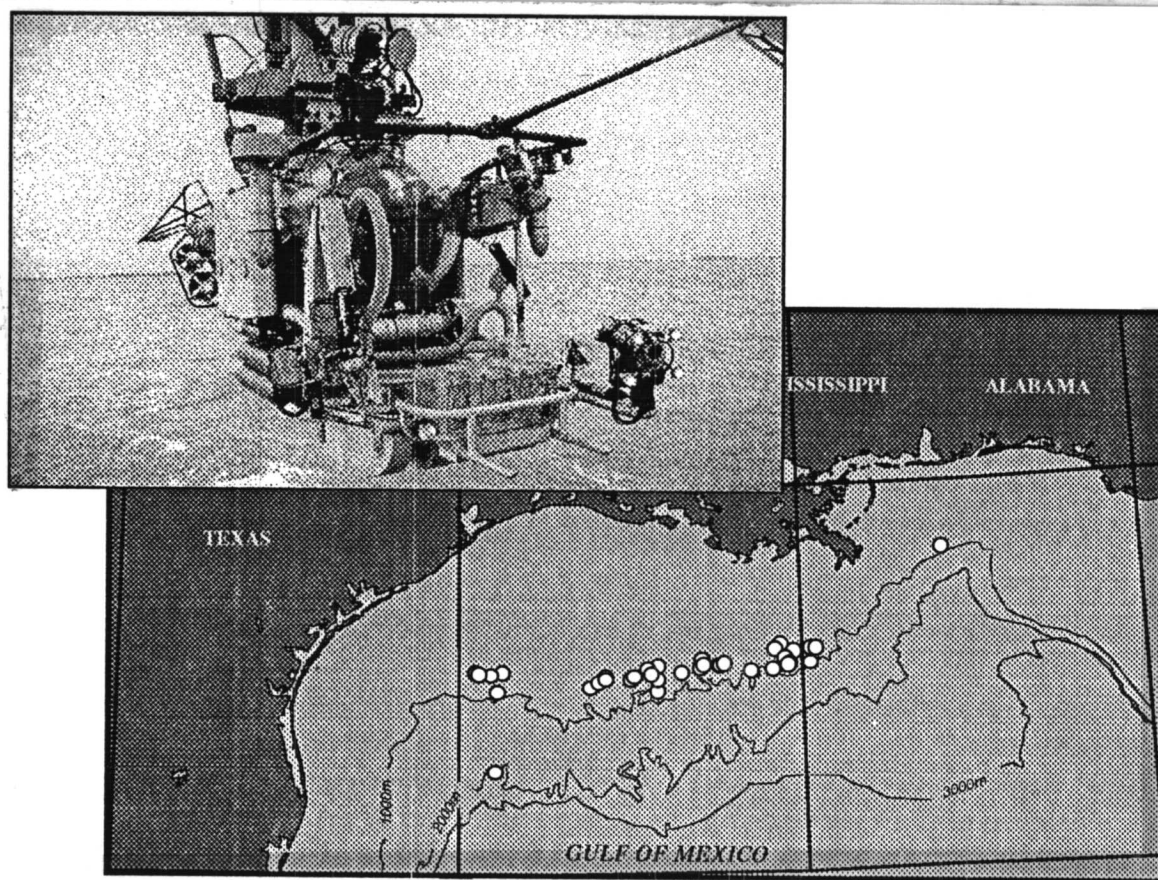 ISSISSIPPI
ALABAMA
TEXAS
1000m
2000m
3000m
GULF OF MEXICO